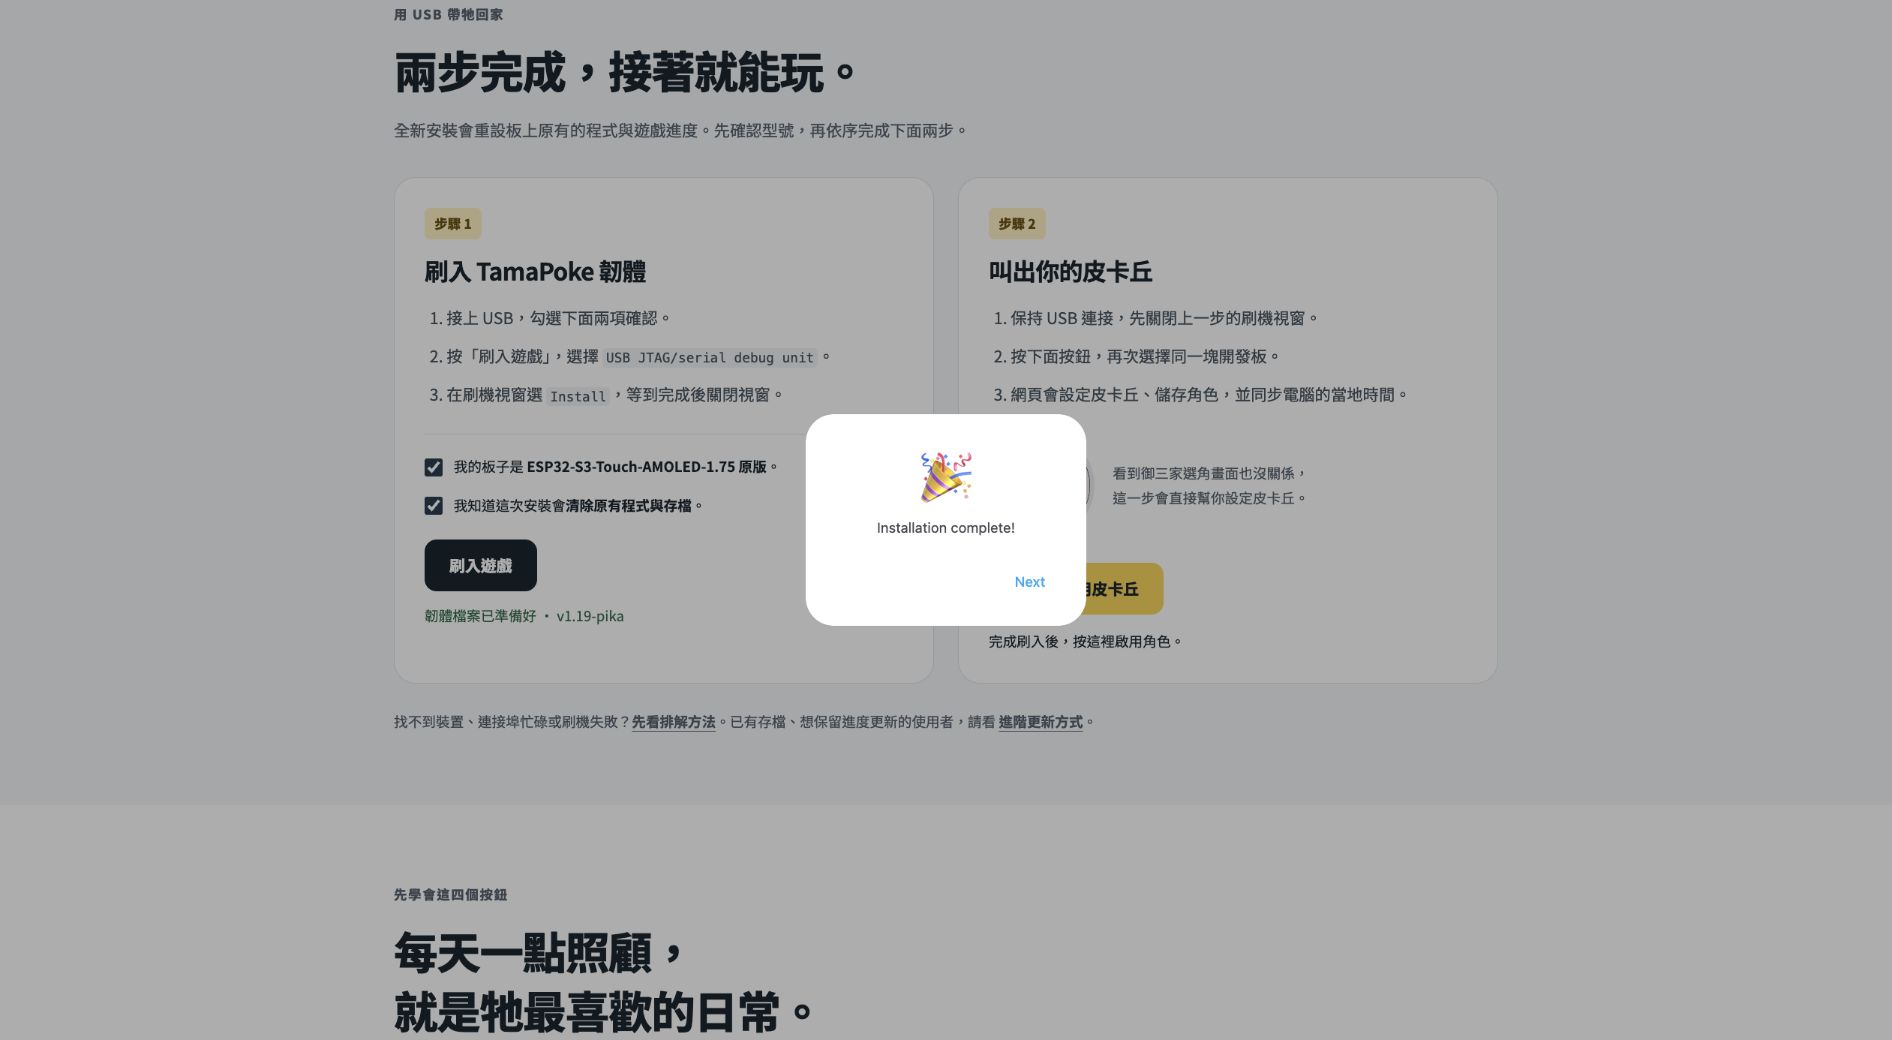 用 USB 帶牠回家
兩步完成，接著就能玩。
全新安裝會重設板上原有的程式與遊戲進度。先確認型號，再依序完成下面兩步。
步驟 1
刷入 TamaPoke 韌體
1. 接上 USB，勾選下面兩項確認。
2. 按「刷入遊戲」，選擇 USB JTAG/serial debug unit 。
3. 在刷機視窗選 Install ，等到完成後關閉視窗。
我的板子是 ESP32-S3-Touch-AMOLED-1.75 原版。
我知道這次安裝會清除原有程式與存檔。
刷入遊戲
韌體檔案已準備好 · v1.19-pika
步驟 2
叫出你的皮卡丘
1. 保持 USB 連接，先關閉上一步的刷機視窗。
2. 按下面按鈕，再次選擇同一塊開發板。
3. 網頁會設定皮卡丘、儲存角色，並同步電腦的當地時間。
看到御三家選角畫面也沒關係，
這一步會直接幫你設定皮卡丘。
皮卡丘
完成刷入後，按這裡啟用角色。
Installation complete!
Next
找不到裝置、連接埠忙碌或刷機失敗？先看排解方法。已有存檔、想保留進度更新的使用者，請看 進階更新方式。
先學會這四個按鈕
每天一點照顧，
就是牠最喜歡的日常。